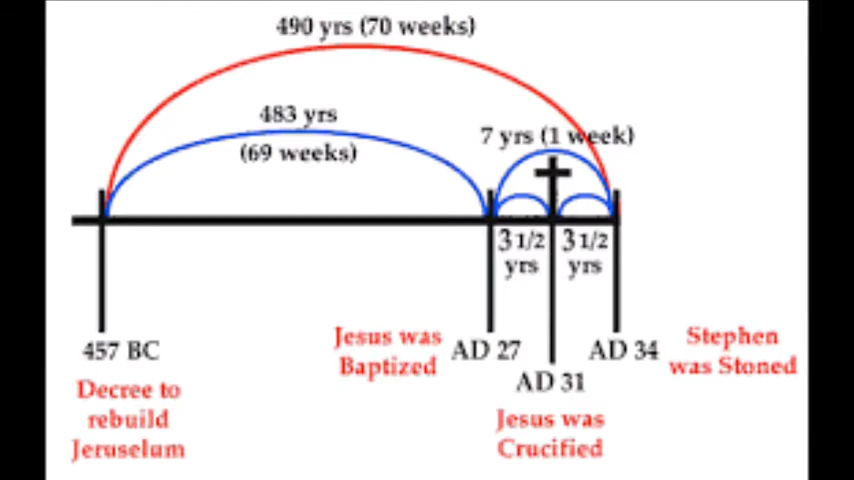 490 yrs (70 weeks)
483 yrs
(69 weeks)
7 yrs (1 week)
3 1/2
yrs
3 1/2
yrs
457 BC
Decree to
rebuild
Jeruselum
Jesus was
Baptized
AD 27
AD 31
Jesus was
Crucified
AD 34
Stephen
was Stoned